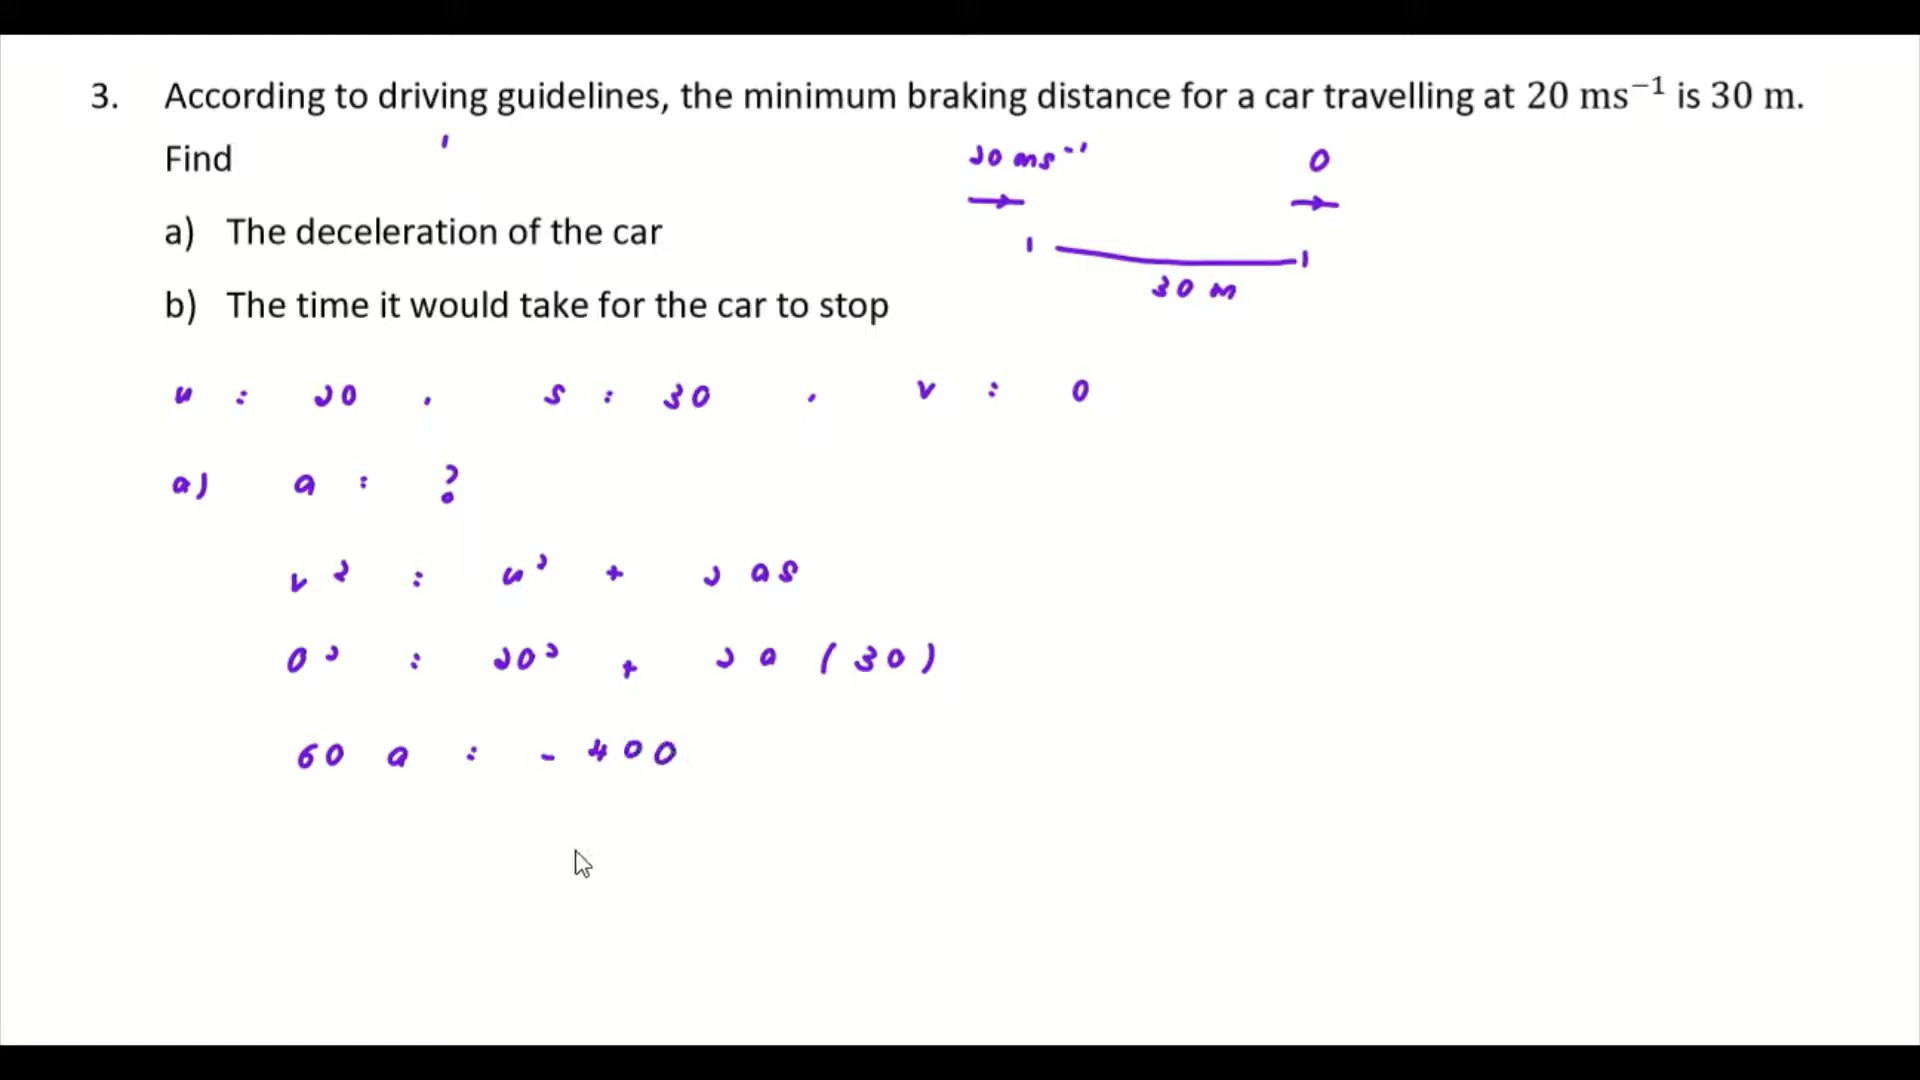 3. According to driving guidelines, the minimum braking distance for a car travelling at 20 ms⁻¹ is 30 m.
Find
20 ms⁻¹ 0
a) The deceleration of the car
30 m
b) The time it would take for the car to stop
u = 20 , s = 30 , v = 0
a) a = ?
v² = u² + 2as
0² = 20² + 2a(30)
60a = -400